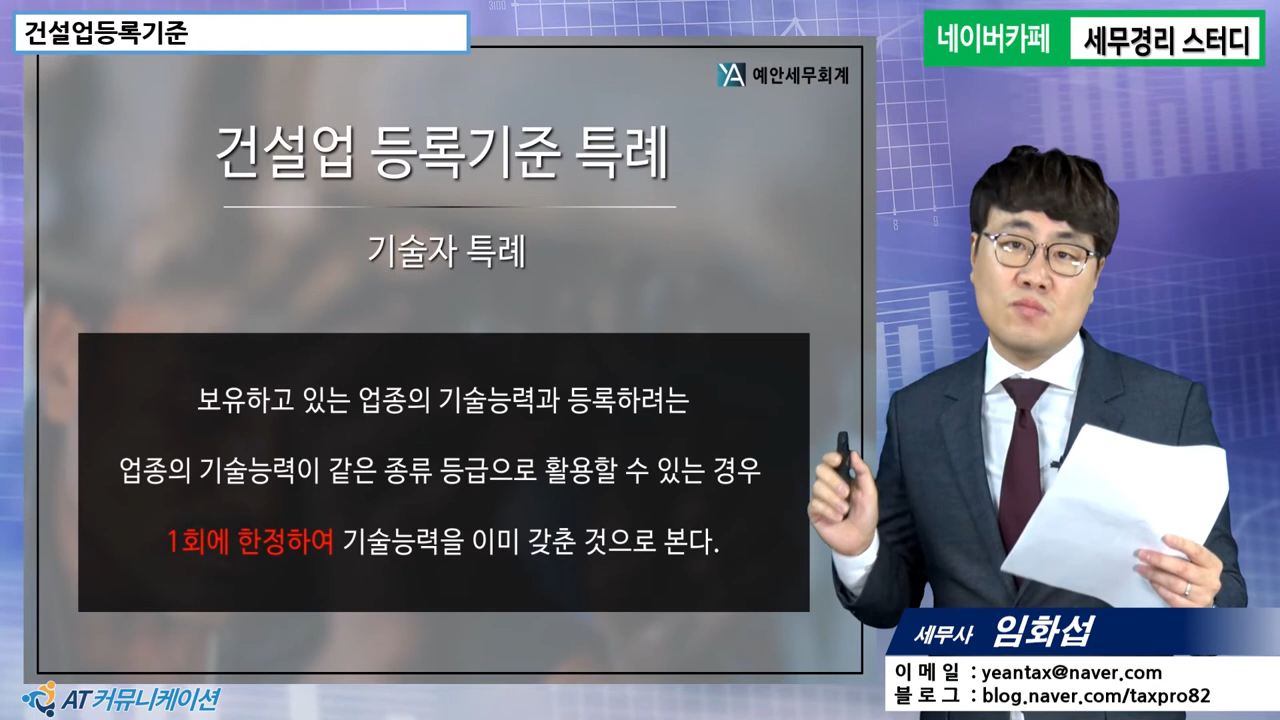 건설업등록기준
네이버카페 세무경리 스터디
YA 예안세무회계
건설업 등록기준 특례
기술자 특례
보유하고 있는 업종의 기술능력과 등록하려는
업종의 기술능력이 같은 종류 등급으로 활용할 수 있는 경우
1회에 한정하여 기술능력을 이미 갖춘 것으로 본다.
세무사 임화섭
이 메 일 : yeantax@naver.com
블 로 그 : blog.naver.com/taxpro82
AT커뮤니케이션